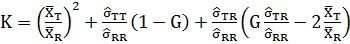 K = (X̄_T / X̄_R)² + σ̂_TT / σ̂_RR (1 − G) + σ̂_TR / σ̂_RR (G σ̂_TR / σ̂_RR − 2 X̄_T / X̄_R)